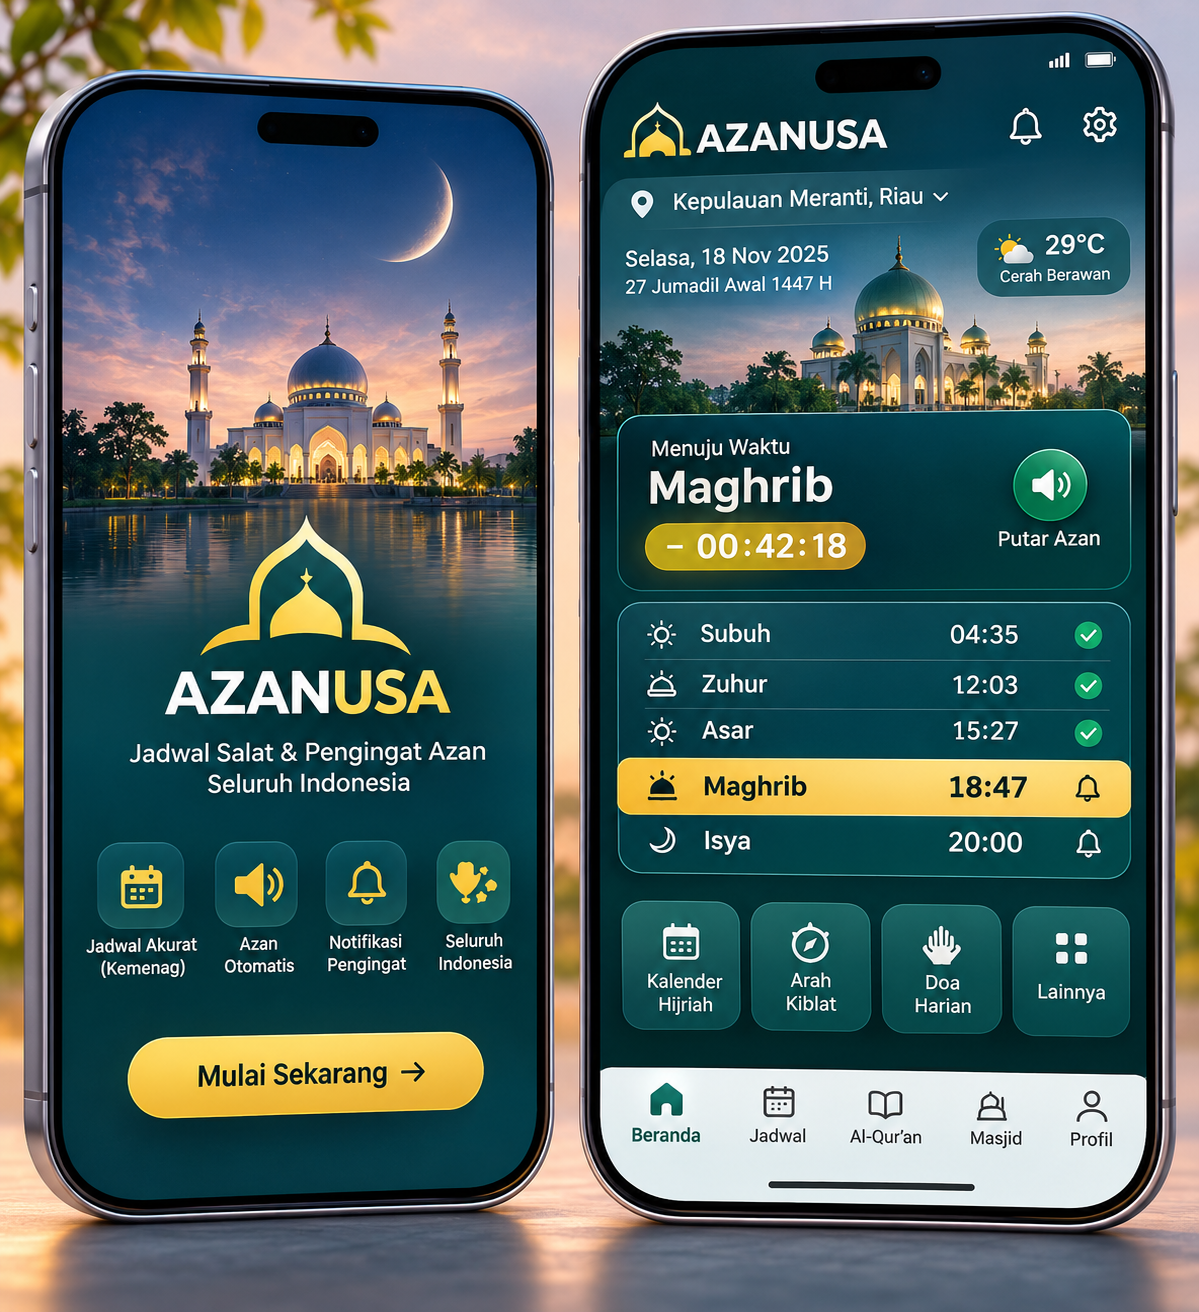 AZANUSA
Jadwal Salat & Pengingat Azan
Seluruh Indonesia
Jadwal Akurat
(Kemenag)
Azan
Otomatis
Notifikasi
Pengingat
Seluruh
Indonesia
Mulai Sekarang →
AZANUSA
Kepulauan Meranti, Riau
Selasa, 18 Nov 2025
27 Jumadil Awal 1447 H
29°C
Cerah Berawan
Menuju Waktu
Maghrib
− 00:42:18
Putar Azan
Subuh 04:35
Zuhur 12:03
Asar 15:27
Maghrib 18:47
Isya 20:00
Kalender
Hijriah
Arah
Kiblat
Doa
Harian
Lainnya
Beranda
Jadwal
Al-Qur'an
Masjid
Profil